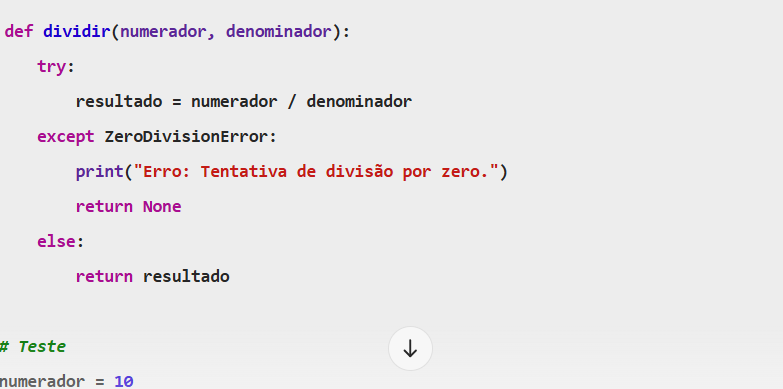 def dividir(numerador, denominador):
try:
resultado = numerador / denominador
except ZeroDivisionError:
print("Erro: Tentativa de divisão por zero.")
return None
else:
return resultado
# Teste
numerador = 10